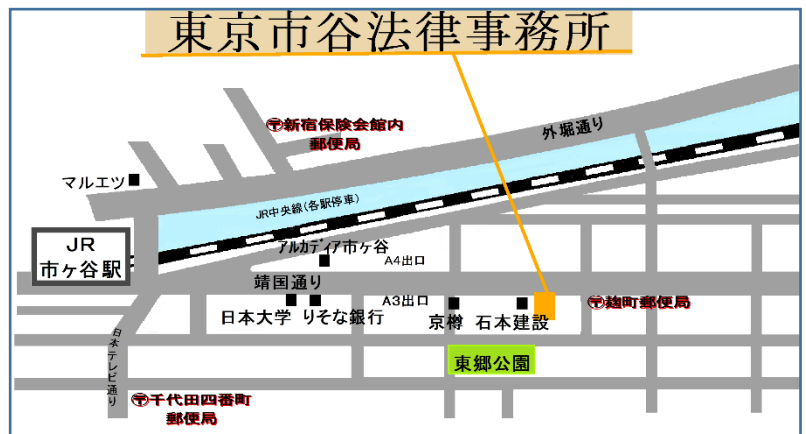 東京市谷法律事務所
〒新宿保険会館内
郵便局
外堀通り
マルエツ
JR中央線(各駅停車)
JR
市ヶ谷駅
アルカディア市ヶ谷
A4出口
靖国通り
A3出口
〒麹町郵便局
日本大学
りそな銀行
京樽
石本建設
日本テレビ通り
東郷公園
〒千代田四番町
郵便局